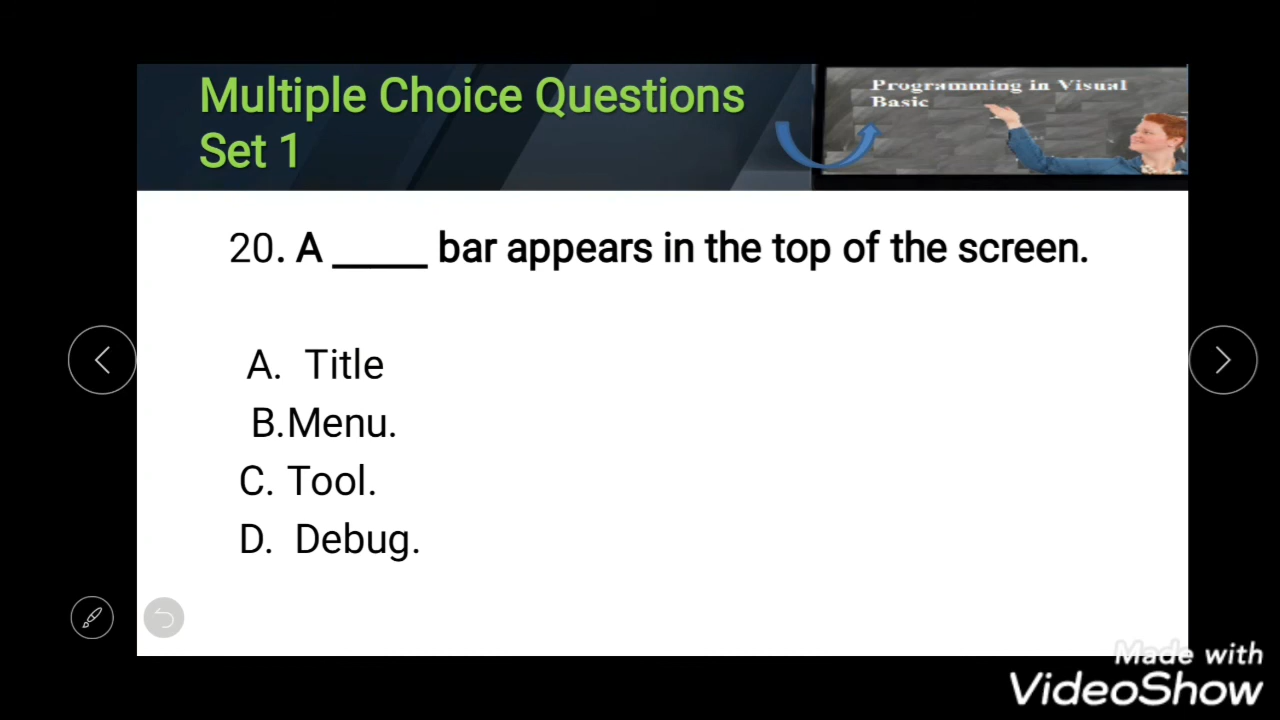 Multiple Choice Questions
Set 1
Programming in Visual
Basic
20. A _____ bar appears in the top of the screen.
A. Title
B.Menu.
C. Tool.
D. Debug.
Made with
VideoShow